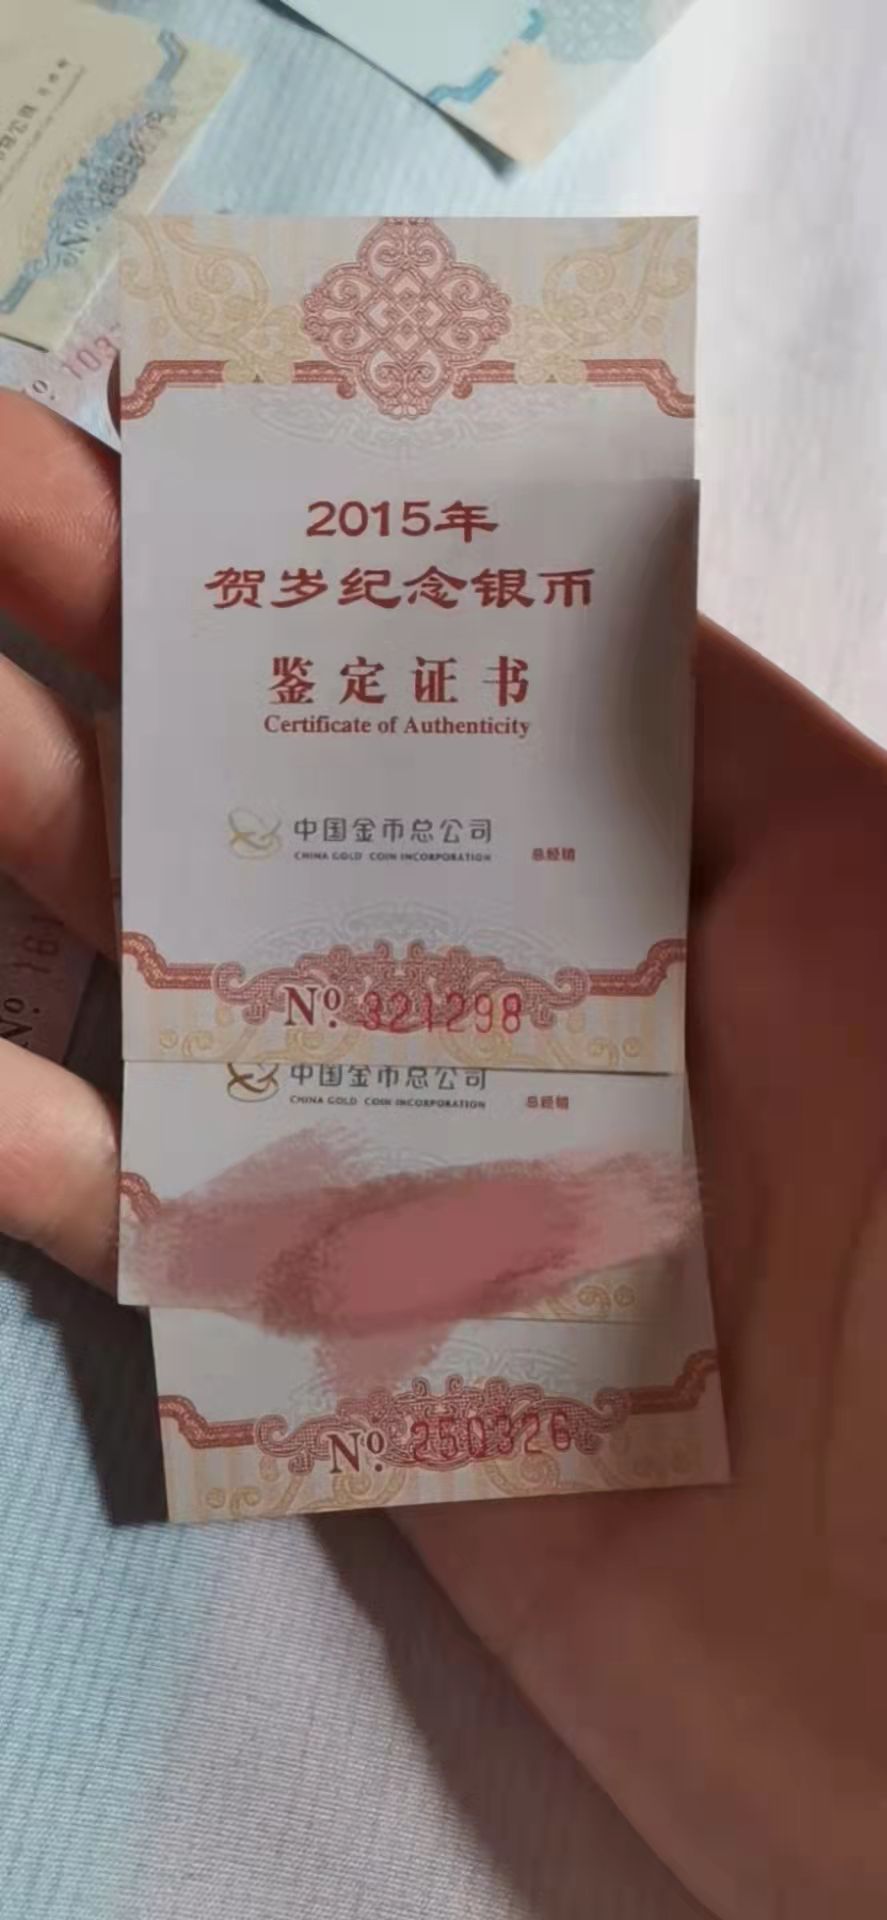 2015年
贺岁纪念银币
鉴定证书
Certificate of Authenticity
中国金币总公司
CHINA GOLD COIN INCORPORATION 总经销
Nº. 321298
中国金币总公司
CHINA GOLD COIN INCORPORATION 总经销
Nº. 250326